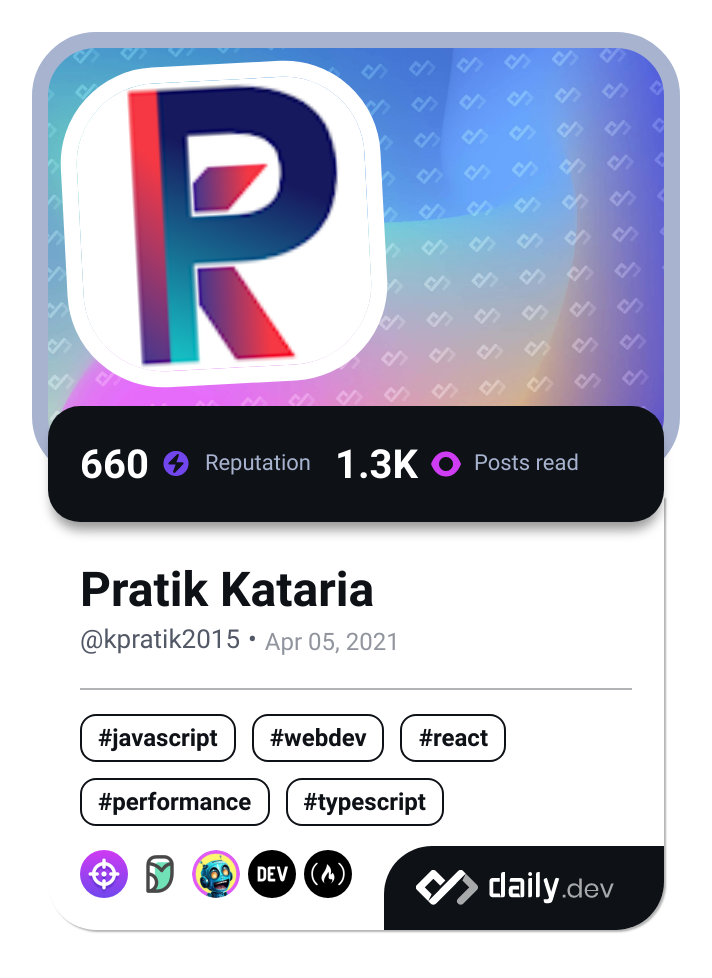 660 Reputation 1.3K Posts read
Pratik Kataria
@kpratik2015 • Apr 05, 2021
#javascript #webdev #react
#performance #typescript
DEV
daily.dev